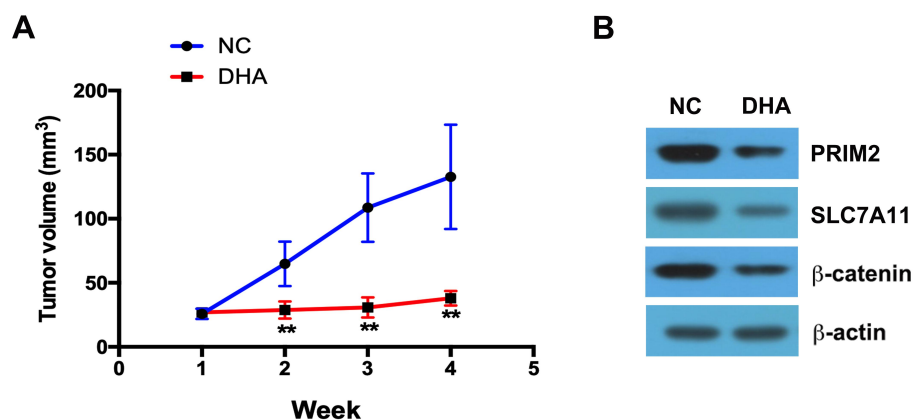 A
NC
DHA
Tumor volume (mm³)
200
150
100
50
0
**
**
**
0
1
2
3
4
5
Week
B
NC DHA
PRIM2
SLC7A11
β-catenin
β-actin